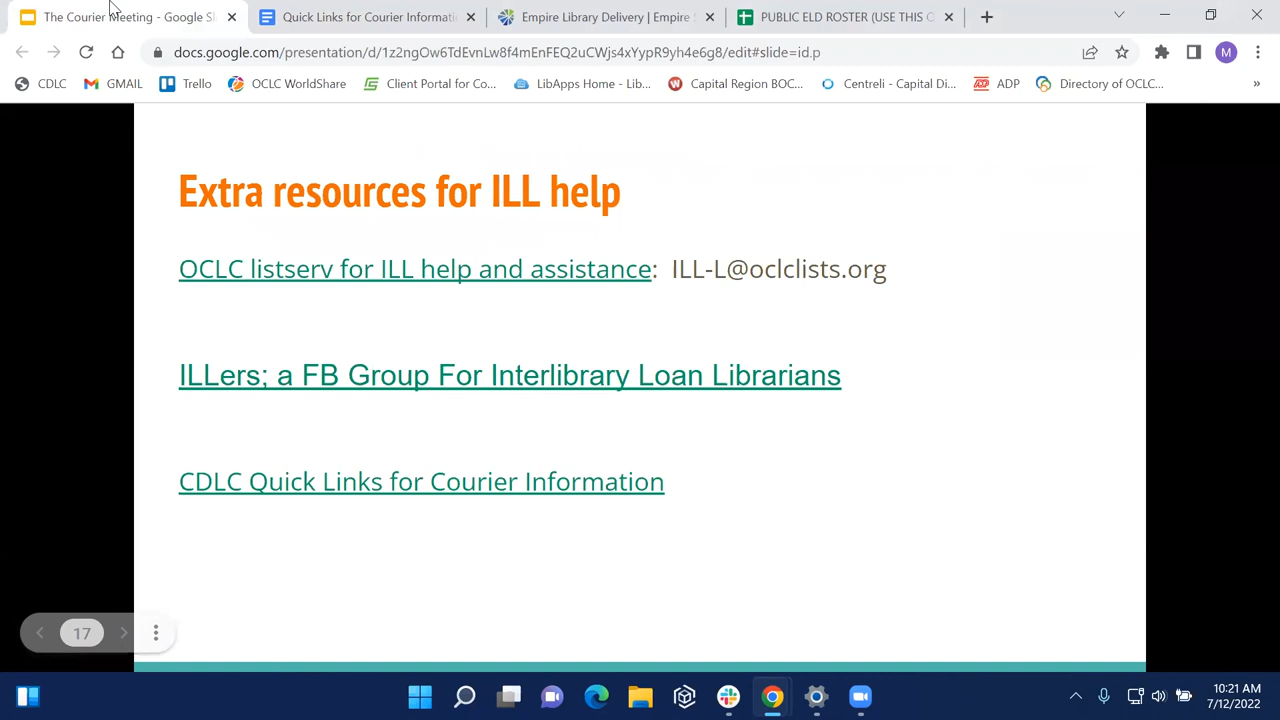 The Courier Meeting - Google Sl
Quick Links for Courier Informati
Empire Library Delivery | Empire
PUBLIC ELD ROSTER (USE THIS O
docs.google.com/presentation/d/1z2ngOw6TdEvnLw8f4mEnFEQ2uCWjs4xYypR9yh4e6g8/edit#slide=id.p
M
CDLC
GMAIL
Trello
OCLC WorldShare
Client Portal for Co...
LibApps Home - Lib...
Capital Region BOC...
Centreli - Capital Di...
ADP
Directory of OCLC...
»
Extra resources for ILL help
OCLC listserv for ILL help and assistance: ILL-L@oclclists.org
ILLers; a FB Group For Interlibrary Loan Librarians
CDLC Quick Links for Courier Information
17
10:21 AM
7/12/2022